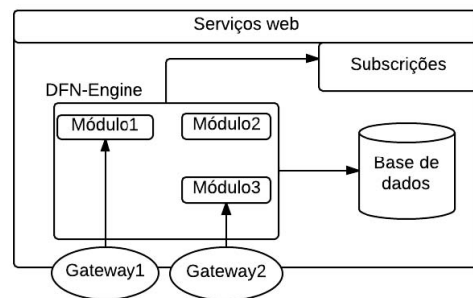 Serviços web
Subscrições
DFN-Engine
Módulo1
Módulo2
Base de
dados
Módulo3
Gateway1
Gateway2